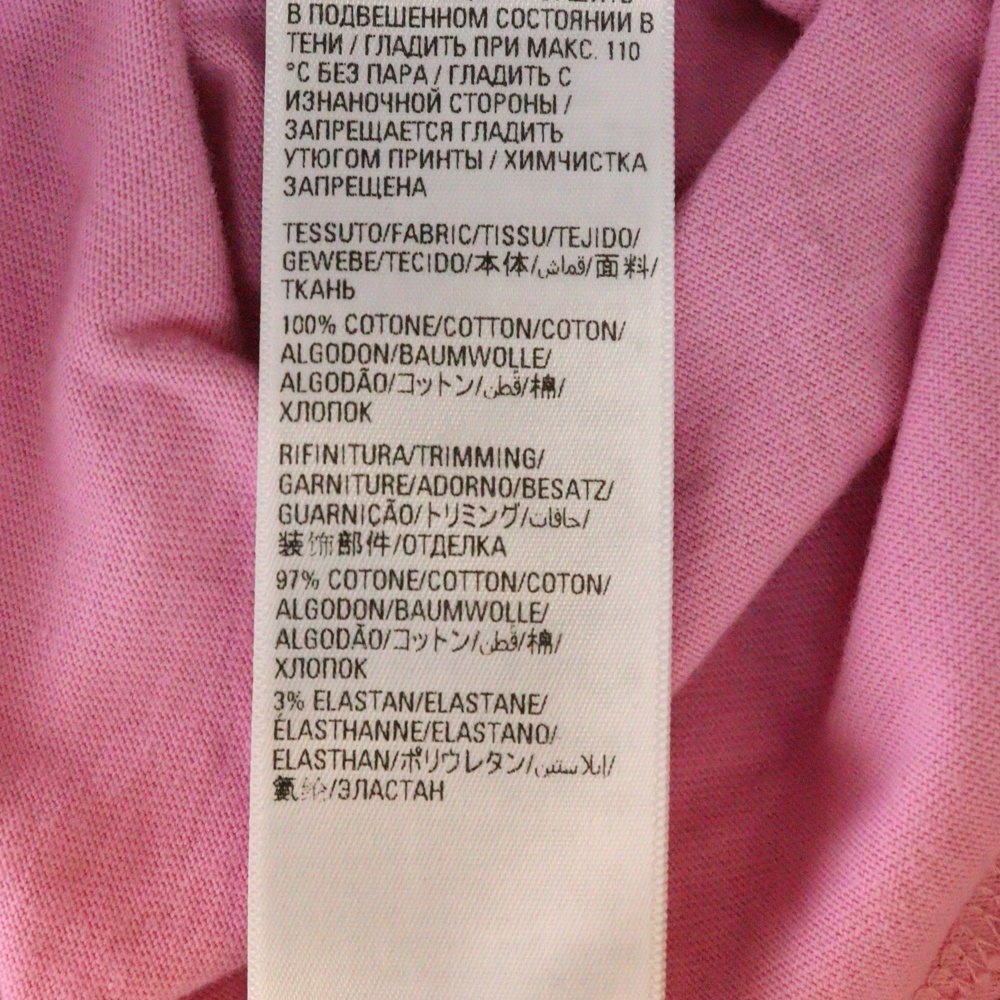 В ПОДВЕШЕННОМ СОСТОЯНИИ В
ТЕНИ / ГЛАДИТЬ ПРИ МАКС. 110
°C БЕЗ ПАРА / ГЛАДИТЬ С
ИЗНАНОЧНОЙ СТОРОНЫ /
ЗАПРЕЩАЕТСЯ ГЛАДИТЬ
УТЮГОМ ПРИНТЫ / ХИМЧИСТКА
ЗАПРЕЩЕНА
TESSUTO/FABRIC/TISSU/TEJIDO/
GEWEBE/TECIDO/本体/قماش/面料/
ТКАНЬ
100% COTONE/COTTON/COTON/
ALGODON/BAUMWOLLE/
ALGODÃO/コットン/قطن/棉/
ХЛОПОК
RIFINITURA/TRIMMING/
GARNITURE/ADORNO/BESATZ/
GUARNIÇÃO/トリミング/حافات/
装饰部件/ОТДЕЛКА
97% COTONE/COTTON/COTON/
ALGODON/BAUMWOLLE/
ALGODÃO/コットン/قطن/棉/
ХЛОПОК
3% ELASTAN/ELASTANE/
ÉLASTHANNE/ELASTANO/
ELASTHAN/ポリウレタン/إيلاستين/
氨纶/ЭЛАСТАН